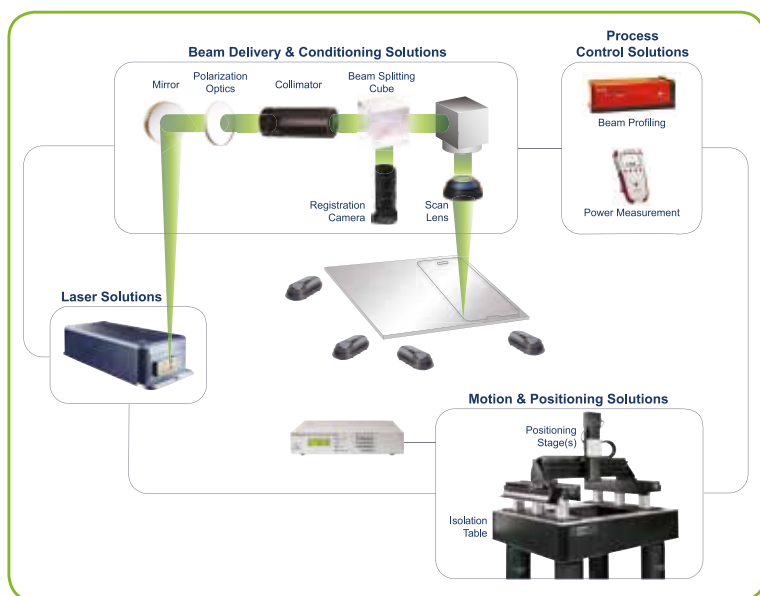 Beam Delivery & Conditioning Solutions
Mirror
Polarization
Optics
Collimator
Beam Splitting
Cube
Registration
Camera
Scan
Lens
Process
Control Solutions
Beam Profiling
Power Measurement
Laser Solutions
Motion & Positioning Solutions
Positioning
Stage(s)
Isolation
Table